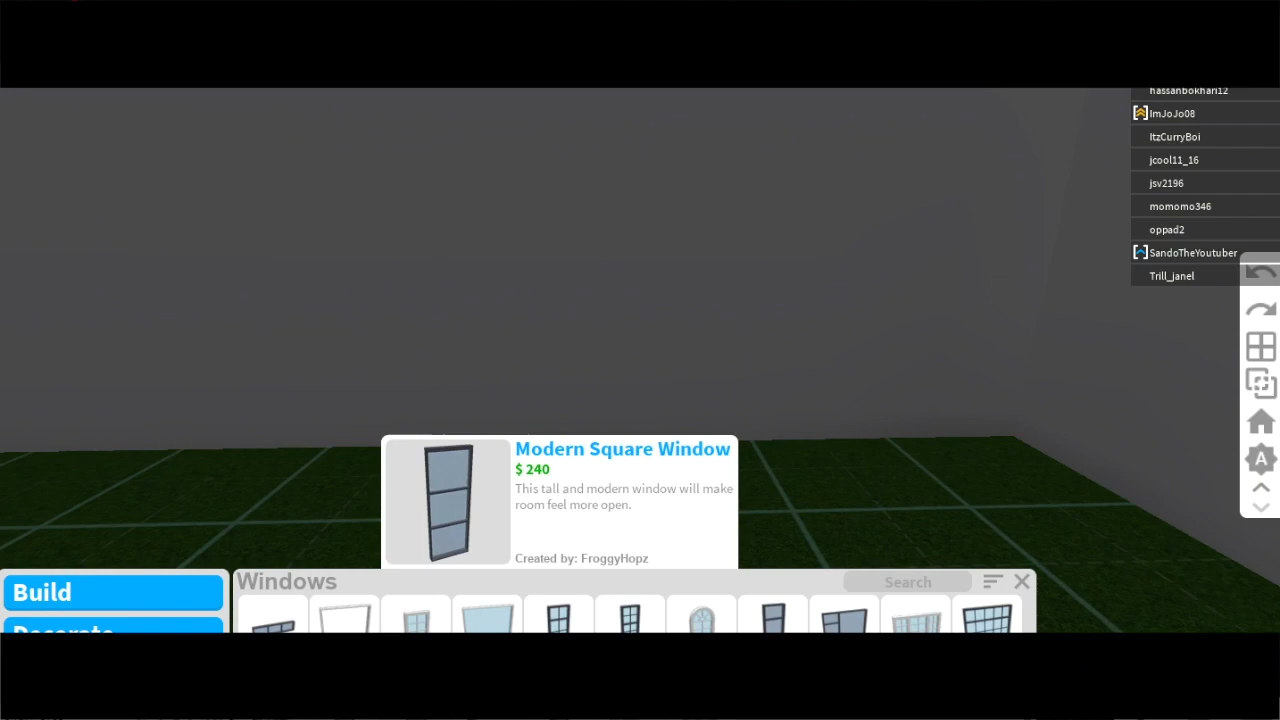 hassanbokhari12
ImJoJo08
ItzCurryBoi
jcool11_16
jsv2196
momomo346
oppad2
SandoTheYoutuber
Trill_janel
A
Modern Square Window
$ 240
This tall and modern window will make
room feel more open.
Created by: FroggyHopz
Build
Decorate
Windows
Search